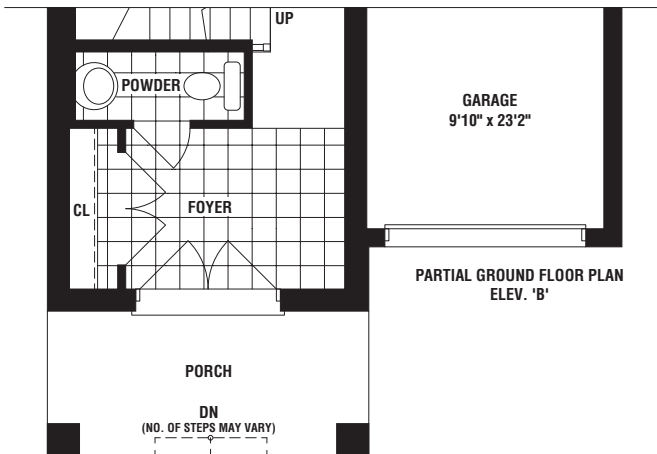 UP
POWDER
GARAGE
9'10" x 23'2"
CL
FOYER
PARTIAL GROUND FLOOR PLAN
ELEV. 'B'
PORCH
DN
(NO. OF STEPS MAY VARY)